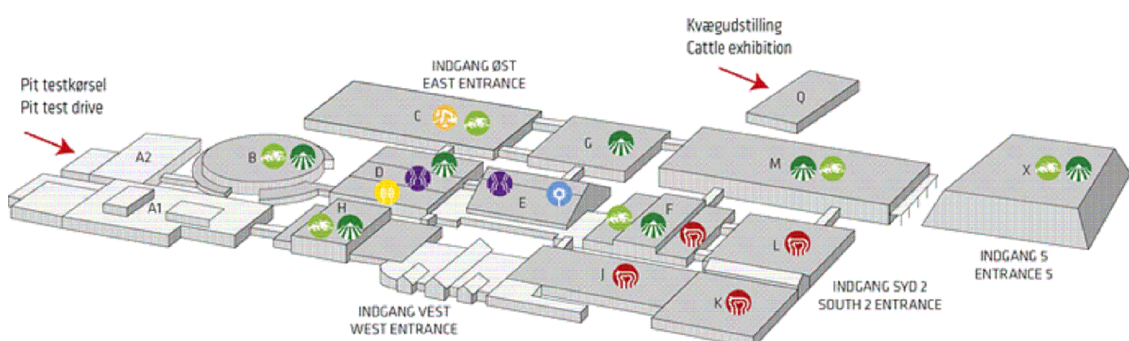 Kvægudstilling
Cattle exhibition
INDGANG ØST
EAST ENTRANCE
Pit testkørsel
Pit test drive
Q
C
G
A2
B
D
M
X
E
H
F
A1
L
J
K
INDGANG 5
ENTRANCE 5
INDGANG SYD 2
SOUTH 2 ENTRANCE
INDGANG VEST
WEST ENTRANCE